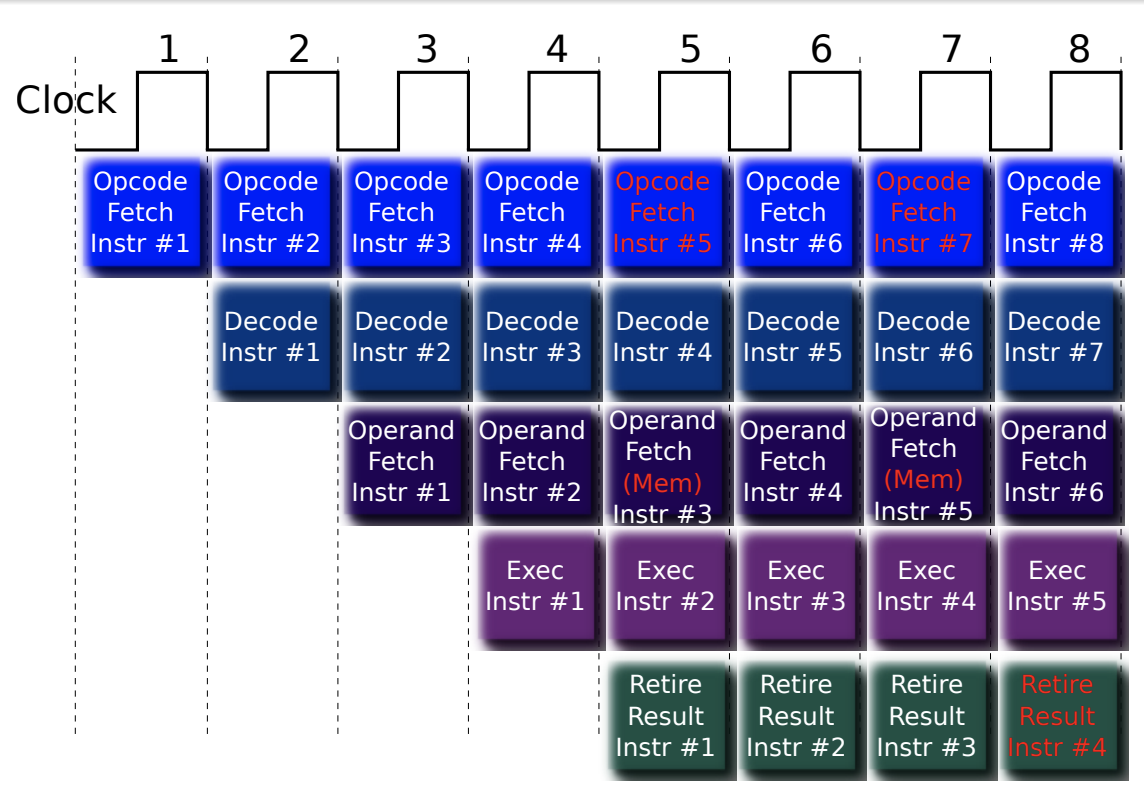 1 2 3 4 5 6 7 8
Clock
Opcode Opcode Opcode Opcode Opcode Opcode Opcode Opcode
Fetch Fetch Fetch Fetch Fetch Fetch Fetch Fetch
Instr #1 Instr #2 Instr #3 Instr #4 Instr #5 Instr #6 Instr #7 Instr #8
Decode Decode Decode Decode Decode Decode Decode
Instr #1 Instr #2 Instr #3 Instr #4 Instr #5 Instr #6 Instr #7
Operand Operand Operand Operand Operand Operand
Fetch Fetch Fetch Fetch Fetch Fetch
(Mem) (Mem)
Instr #1 Instr #2 Instr #3 Instr #4 Instr #5 Instr #6
Exec Exec Exec Exec Exec
Instr #1 Instr #2 Instr #3 Instr #4 Instr #5
Retire Retire Retire Retire
Result Result Result Result
Instr #1 Instr #2 Instr #3 Instr #4